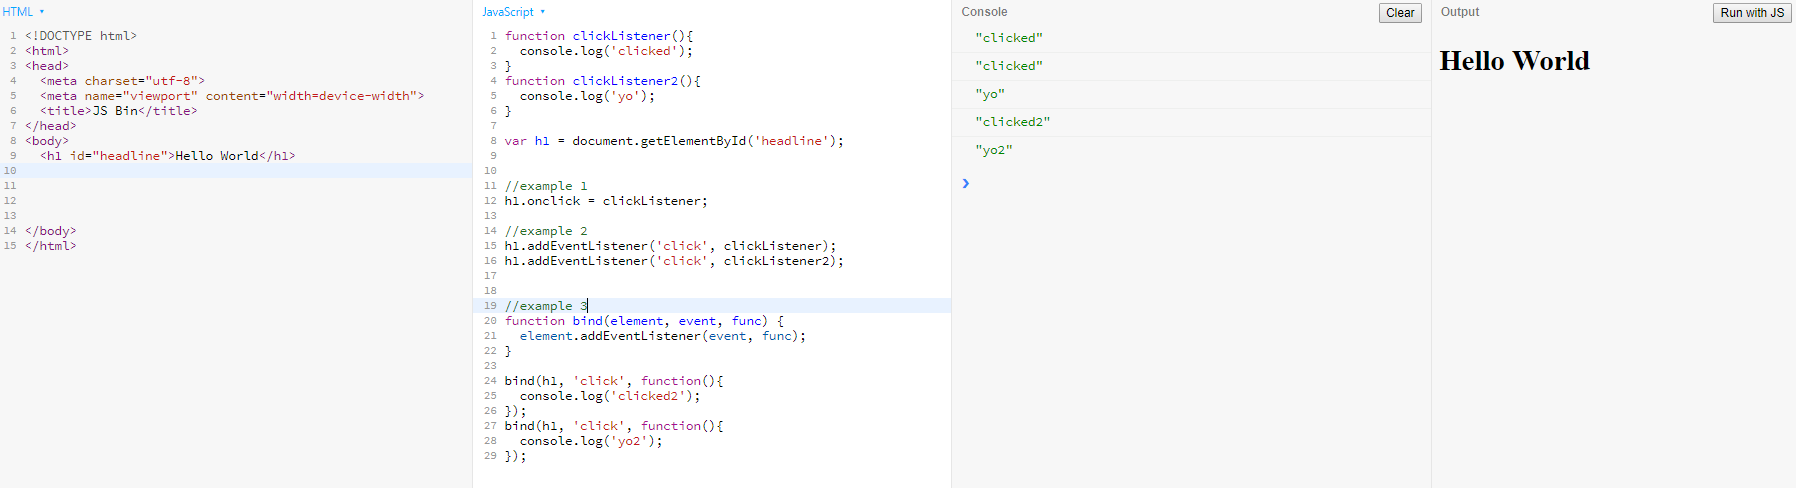 HTML
1 <!DOCTYPE html>
2 <html>
3 <head>
4 <meta charset="utf-8">
5 <meta name="viewport" content="width=device-width">
6 <title>JS Bin</title>
7 </head>
8 <body>
9 <h1 id="headline">Hello World</h1>
10
11
12
13
14 </body>
15 </html>
JavaScript
1 function clickListener(){
2 console.log('clicked');
3 }
4 function clickListener2(){
5 console.log('yo');
6 }
7
8 var h1 = document.getElementById('headline');
9
10
11 //example 1
12 h1.onclick = clickListener;
13
14 //example 2
15 h1.addEventListener('click', clickListener);
16 h1.addEventListener('click', clickListener2);
17
18
19 //example 3
20 function bind(element, event, func) {
21 element.addEventListener(event, func);
22 }
23
24 bind(h1, 'click', function(){
25 console.log('clicked2');
26 });
27 bind(h1, 'click', function(){
28 console.log('yo2');
29 });
Console
Clear
"clicked"
"clicked"
"yo"
"clicked2"
"yo2"
Output
Run with JS
Hello World